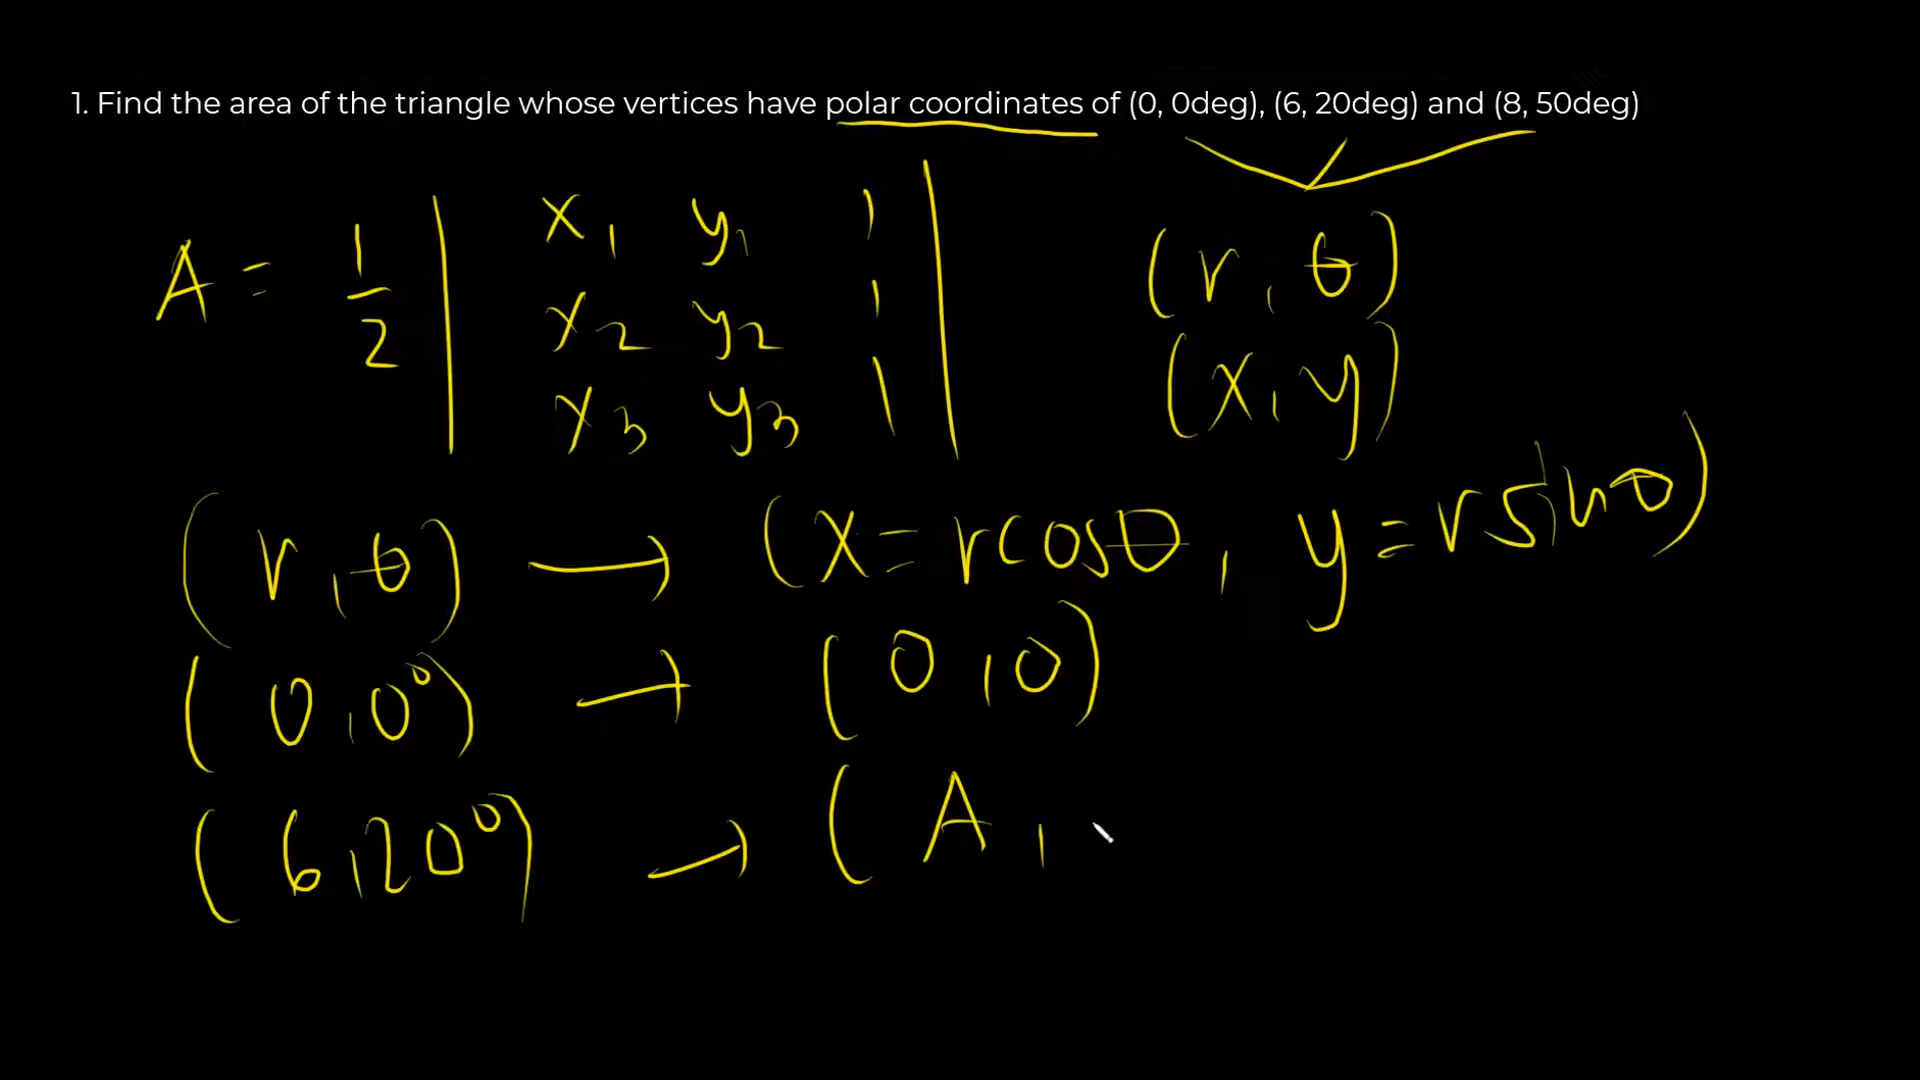 1. Find the area of the triangle whose vertices have polar coordinates of (0, 0deg), (6, 20deg) and (8, 50deg)
A = 1/2 | x₁ y₁ 1 |
| x₂ y₂ 1 |
| x₃ y₃ 1 |
(r, θ)
(x, y)
(r, θ) → (x = rcosθ, y = rsinθ)
(0, 0°) → (0, 0)
(6, 20°) → (A,